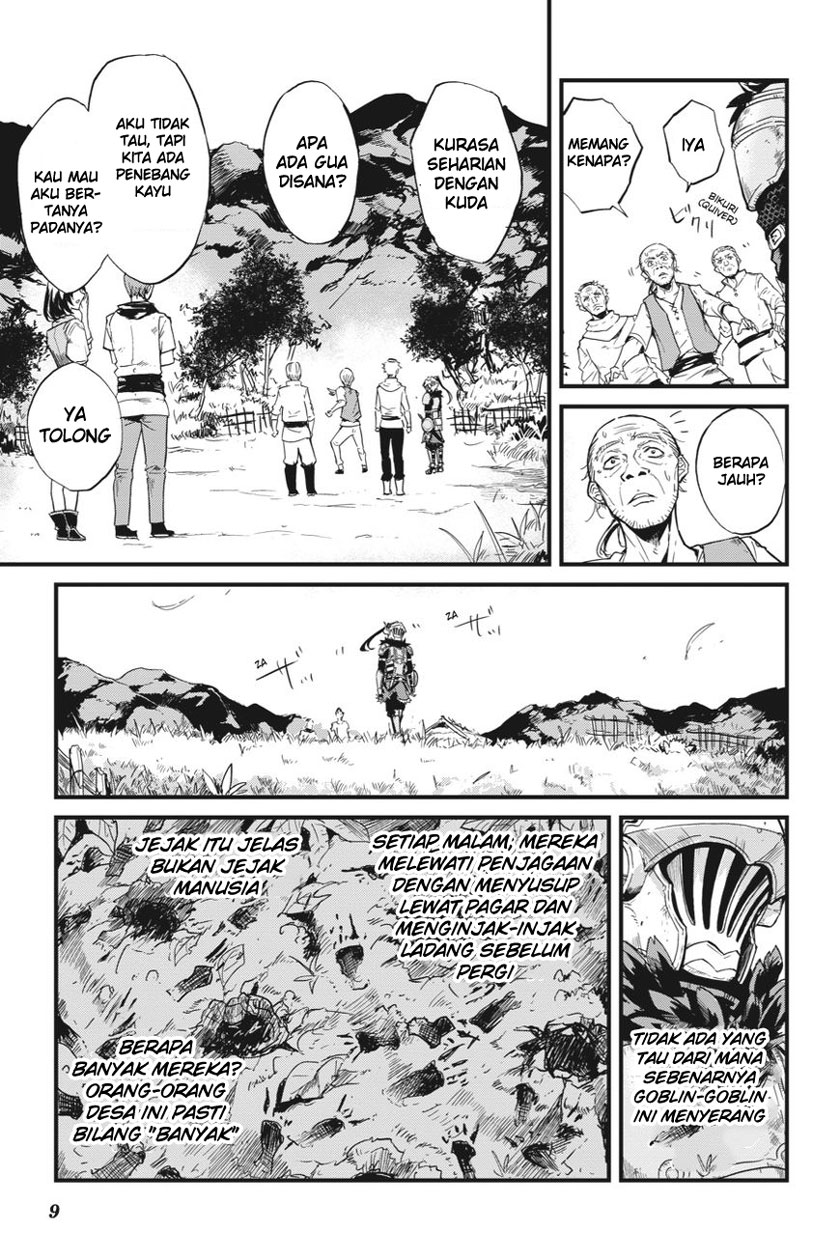 IYA
MEMANG
KENAPA?
BIKURI
(QUIVER)
ビクリ
BERAPA
JAUH?
KURASA
SEHARIAN
DENGAN
KUDA
APA
ADA GUA
DISANA?
AKU TIDAK
TAU, TAPI
KITA ADA
PENEBANG
KAYU
KAU MAU
AKU BER-
TANYA
PADANYA?
YA
TOLONG
ZA
ZA
TIDAK ADA YANG
TAU DARI MANA
SEBENARNYA
GOBLIN-GOBLIN
INI MENYERANG
SETIAP MALAM, MEREKA
MELEWATI PENJAGAAN
DENGAN MENYUSUP
LEWAT PAGAR DAN
MENGINJAK-INJAK
LADANG SEBELUM
PERGI
JEJAK ITU JELAS
BUKAN JEJAK
MANUSIA
BERAPA
BANYAK MEREKA?
ORANG-ORANG
DESA INI PASTI
BILANG "BANYAK"
9